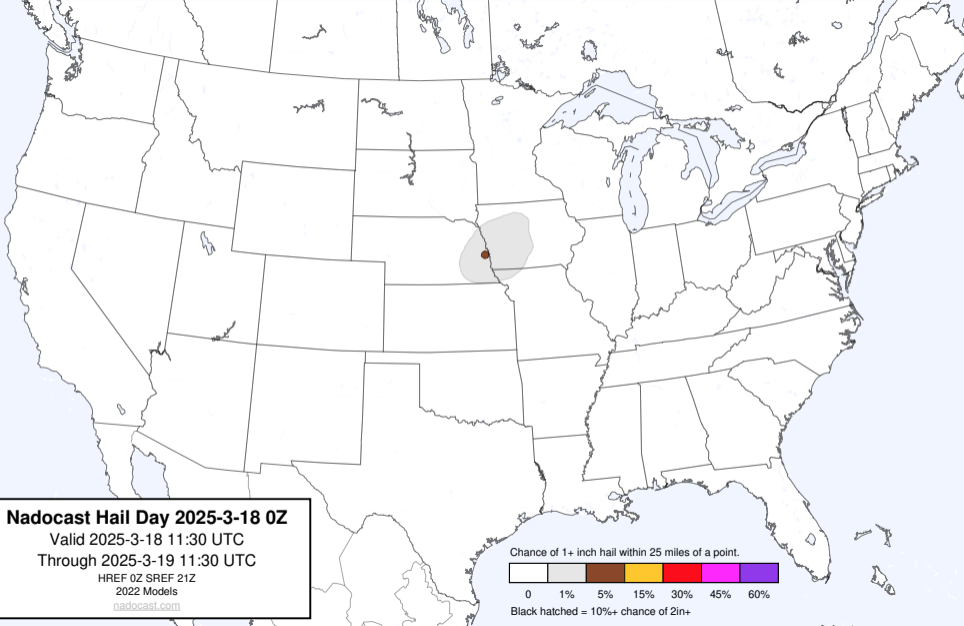 Nadocast Hail Day 2025-3-18 0Z
Valid 2025-3-18 11:30 UTC
Through 2025-3-19 11:30 UTC
HREF 0Z SREF 21Z
2022 Models
nadocast.com
Chance of 1+ inch hail within 25 miles of a point.
0 1% 5% 15% 30% 45% 60%
Black hatched = 10%+ chance of 2in+